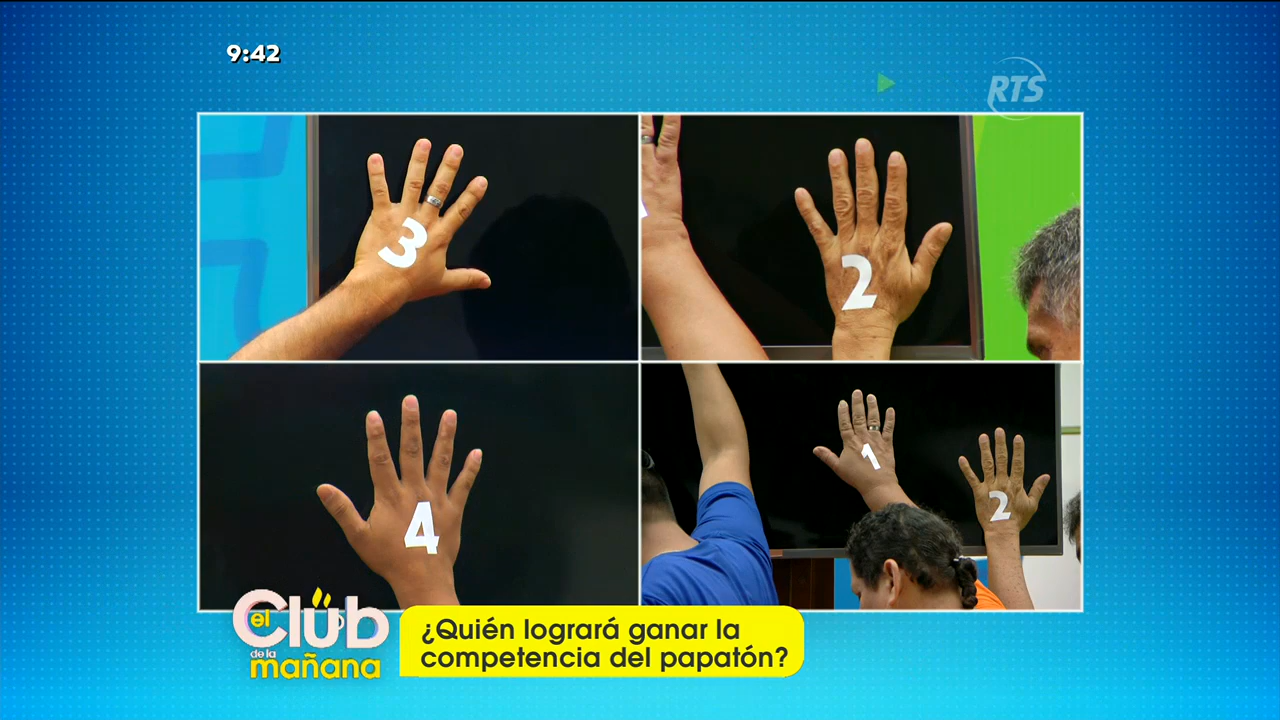 9:42
RTS
3
2
4
1
2
el Club
de la
mañana
¿Quién logrará ganar la
competencia del papatón?